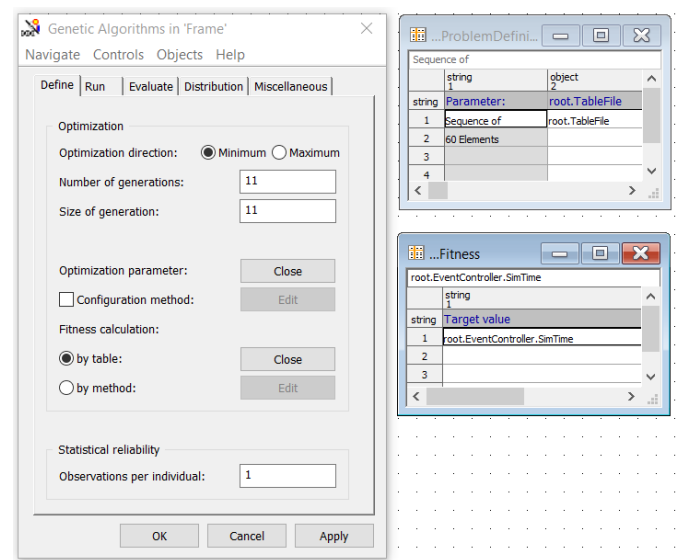 Genetic Algorithms in 'Frame'
Navigate Controls Objects Help
Define Run Evaluate Distribution Miscellaneous
Optimization
Optimization direction: Minimum Maximum
Number of generations: 11
Size of generation: 11
Optimization parameter: Close
Configuration method: Edit
Fitness calculation:
by table: Close
by method: Edit
Statistical reliability
Observations per individual: 1
OK Cancel Apply
...ProblemDefini...
Sequence of
string object
1 2
string Parameter: root.TableFile
1 Sequence of root.TableFile
2 60 Elements
3
4
...Fitness
root.EventController.SimTime
string
1
string Target value
1 root.EventController.SimTime
2
3